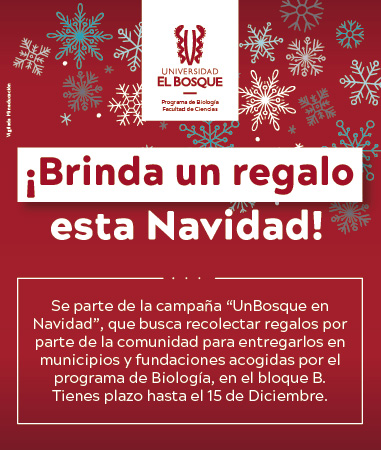 UNIVERSIDAD
EL BOSQUE
Programa de Biología
Facultad de Ciencias
Vigilada Mineducación
¡Brinda un regalo
esta Navidad!
Se parte de la campaña “UnBosque en
Navidad”, que busca recolectar regalos por
parte de la comunidad para entregarlos en
municipios y fundaciones acogidas por el
programa de Biología, en el bloque B.
Tienes plazo hasta el 15 de Diciembre.